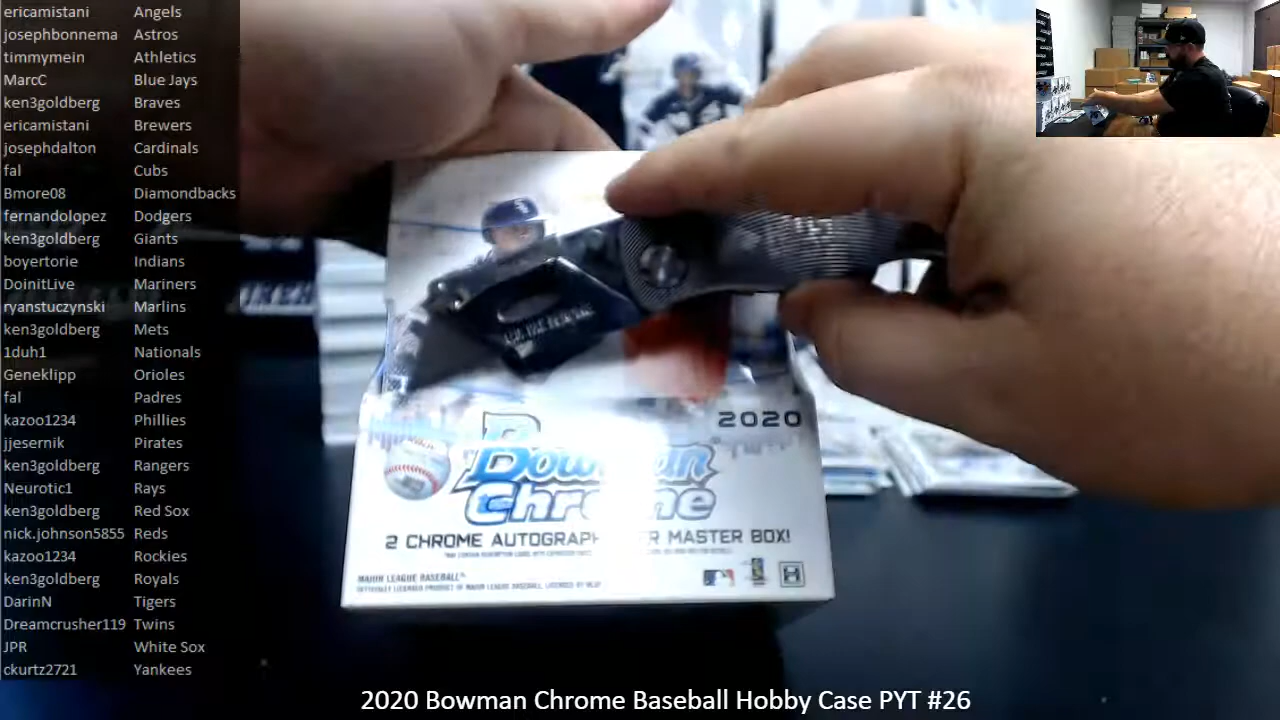 ericamistani Angels
josephbonnema Astros
timmymein Athletics
MarcC Blue Jays
ken3goldberg Braves
ericamistani Brewers
josephdalton Cardinals
fal Cubs
Bmore08 Diamondbacks
fernandolopez Dodgers
ken3goldberg Giants
boyertorie Indians
DoinitLive Mariners
ryanstuczynski Marlins
ken3goldberg Mets
1duh1 Nationals
Geneklipp Orioles
fal Padres
kazoo1234 Phillies
jjesernik Pirates
ken3goldberg Rangers
Neurotic1 Rays
ken3goldberg Red Sox
nick.johnson5855 Reds
kazoo1234 Rockies
ken3goldberg Royals
DarinN Tigers
Dreamcrusher119 Twins
JPR White Sox
ckurtz2721 Yankees
2020
Bowman
Chrome
2 CHROME AUTOGRAPH MASTER BOX!
MAJOR LEAGUE BASEBALL
2020 Bowman Chrome Baseball Hobby Case PYT #26